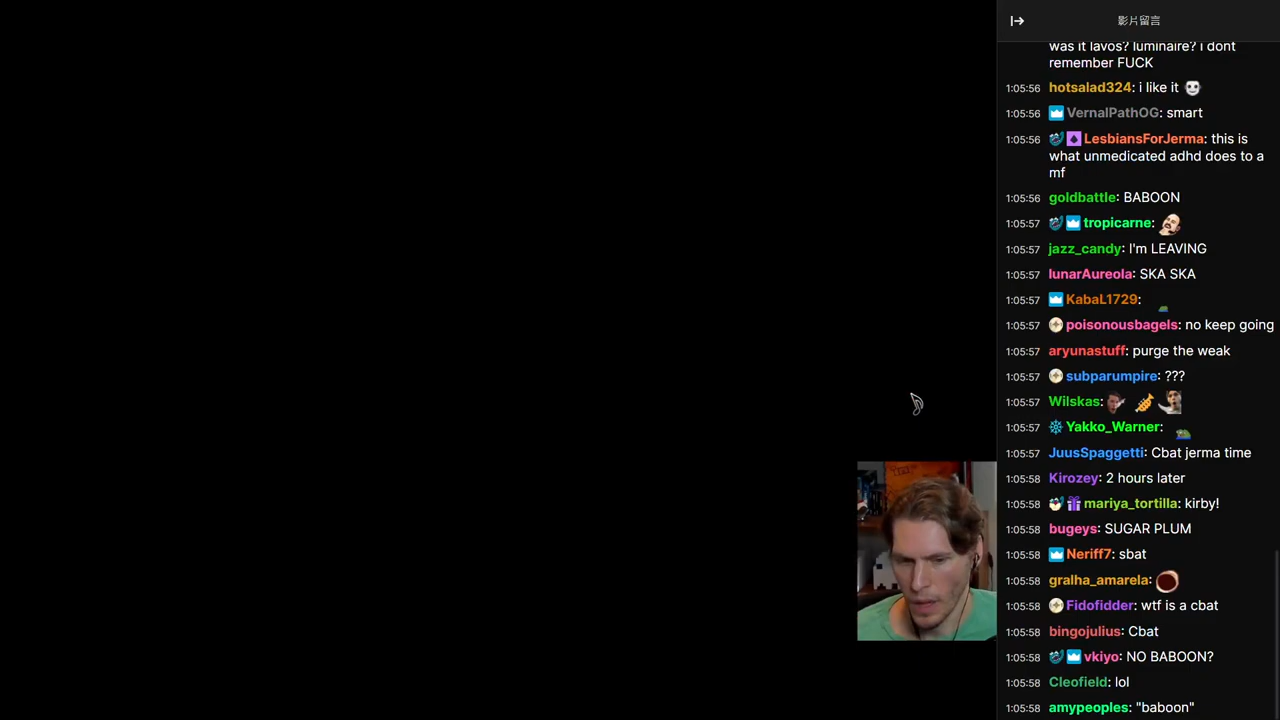 影片留言
was it lavos? luminaire? i dont
remember FUCK
1:05:56 hotsalad324: i like it
1:05:56 VernalPathOG: smart
1:05:56 LesbiansForJerma: this is
what unmedicated adhd does to a
mf
1:05:56 goldbattle: BABOON
1:05:57 tropicarne:
1:05:57 jazz_candy: I'm LEAVING
1:05:57 lunarAureola: SKA SKA
1:05:57 KabaL1729:
1:05:57 poisonousbagels: no keep going
1:05:57 aryunastuff: purge the weak
1:05:57 subparumpire: ???
1:05:57 Wilskas:
1:05:57 Yakko_Warner:
1:05:57 JuusSpaggetti: Cbat jerma time
1:05:58 Kirozey: 2 hours later
1:05:58 mariya_tortilla: kirby!
1:05:58 bugeys: SUGAR PLUM
1:05:58 Neriff7: sbat
1:05:58 gralha_amarela:
1:05:58 Fidofidder: wtf is a cbat
1:05:58 bingojulius: Cbat
1:05:58 vkiyo: NO BABOON?
1:05:58 Cleofield: lol
1:05:58 amypeoples: "baboon"